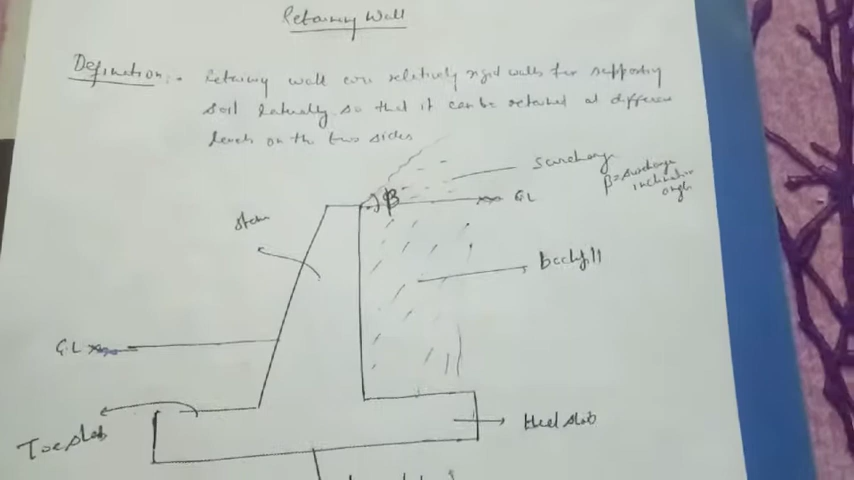 Retaining Wall
Definition:- Retaining wall are relatively rigid walls for supporting
soil laterally so that it can be retained at different
levels on the two sides
Surcharge
β=surcharge
inclination
angle
β
GL
stem
backfill
G.L
Toe slab
Heel slab